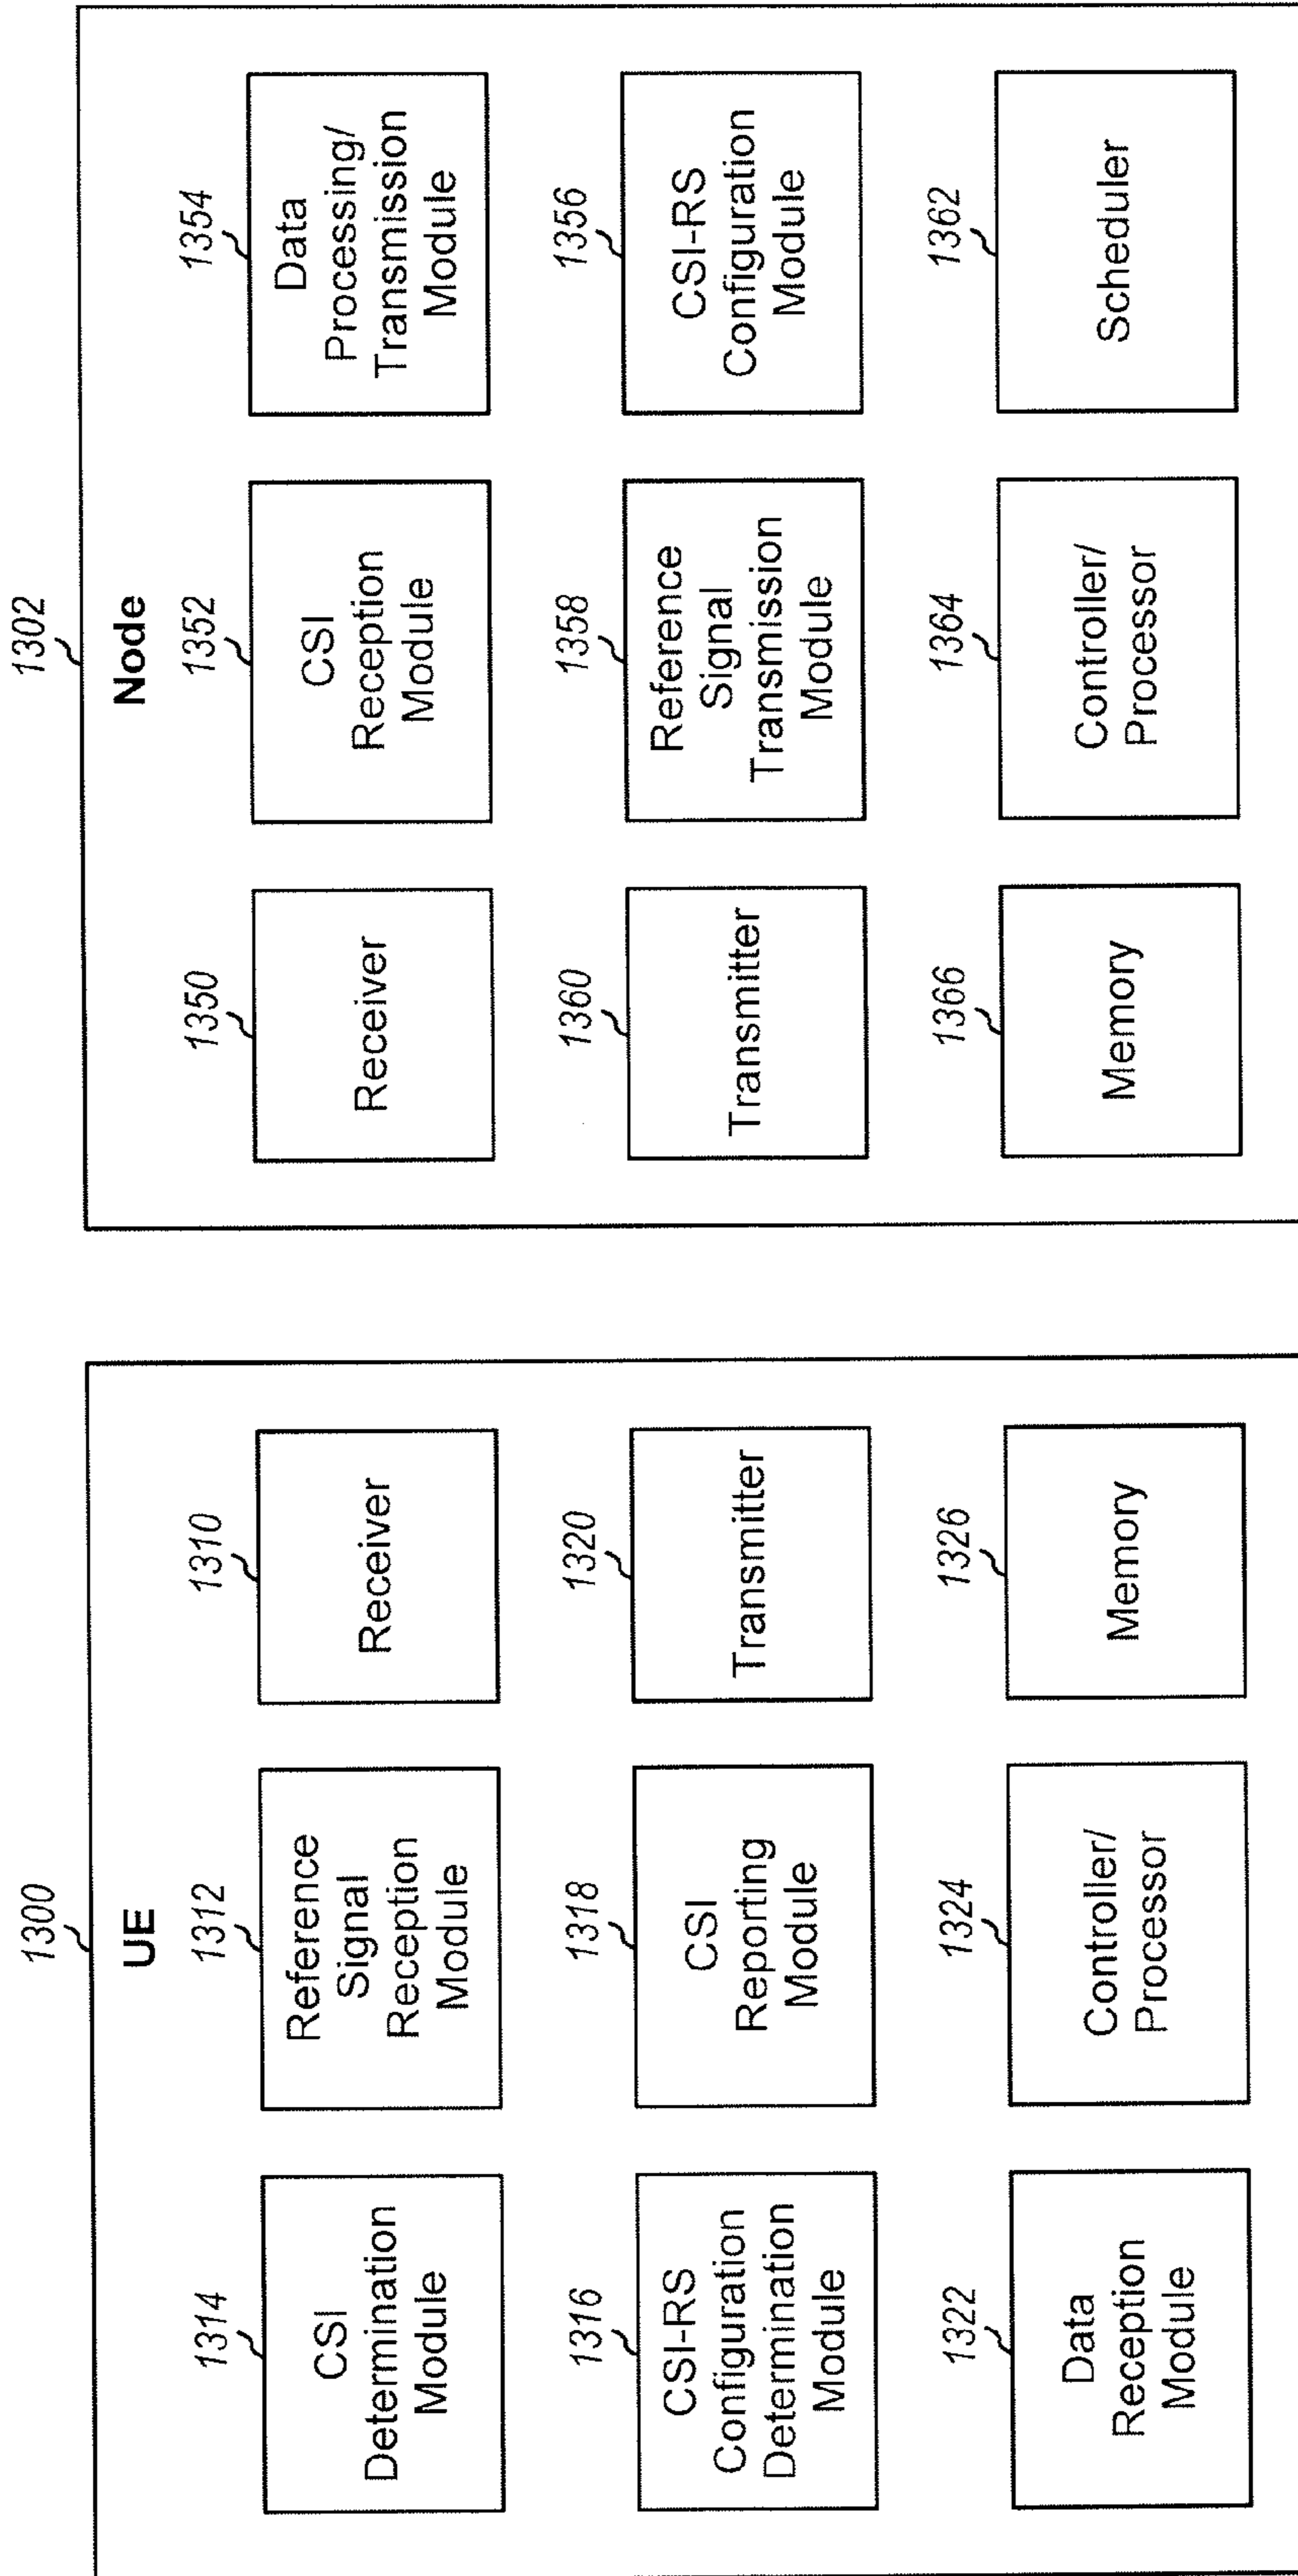 1300
UE
1314
CSI
Determination
Module
1312
Reference
Signal
Reception
Module
1310
Receiver
1316
CSI-RS
Configuration
Determination
Module
1318
CSI
Reporting
Module
1320
Transmitter
1322
Data
Reception
Module
1324
Controller/
Processor
1326
Memory
1302
Node
1350
Receiver
1352
CSI
Reception
Module
1354
Data
Processing/
Transmission
Module
1360
Transmitter
1358
Reference
Signal
Transmission
Module
1356
CSI-RS
Configuration
Module
1366
Memory
1364
Controller/
Processor
1362
Scheduler